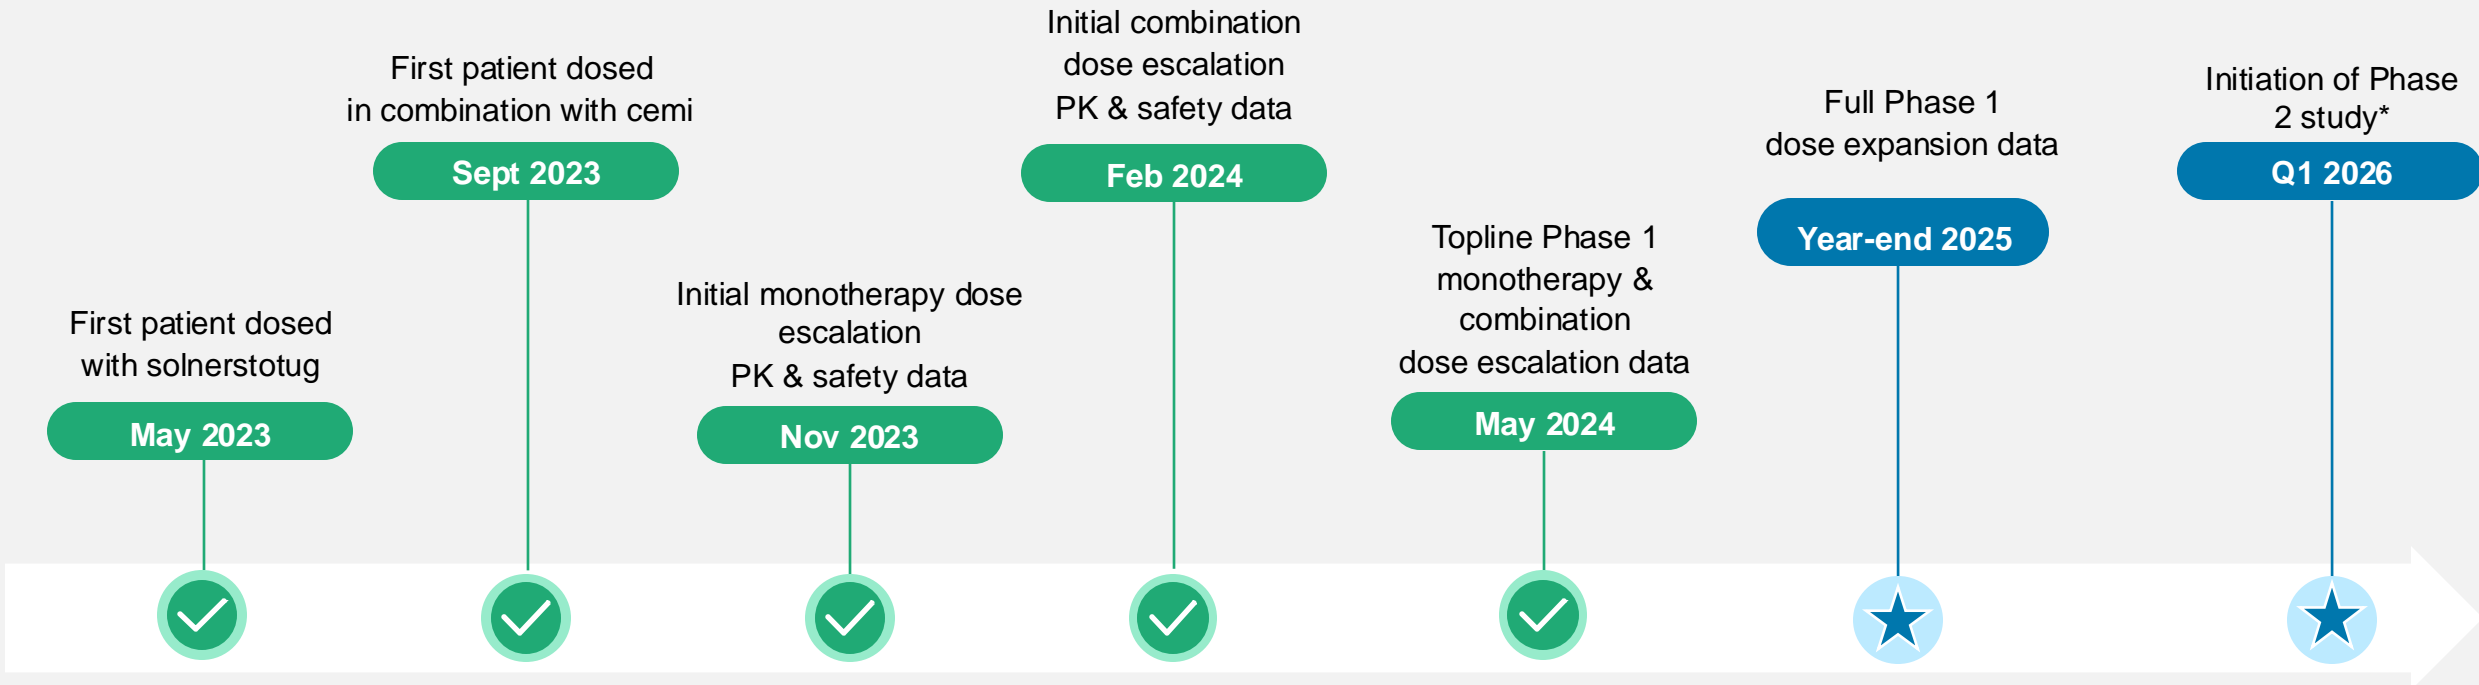 First patient dosed
with solnerstotug
May 2023
First patient dosed
in combination with cemi
Sept 2023
Initial monotherapy dose
escalation
PK & safety data
Nov 2023
Initial combination
dose escalation
PK & safety data
Feb 2024
Topline Phase 1
monotherapy &
combination
dose escalation data
May 2024
Full Phase 1
dose expansion data
Year-end 2025
Initiation of Phase
2 study*
Q1 2026